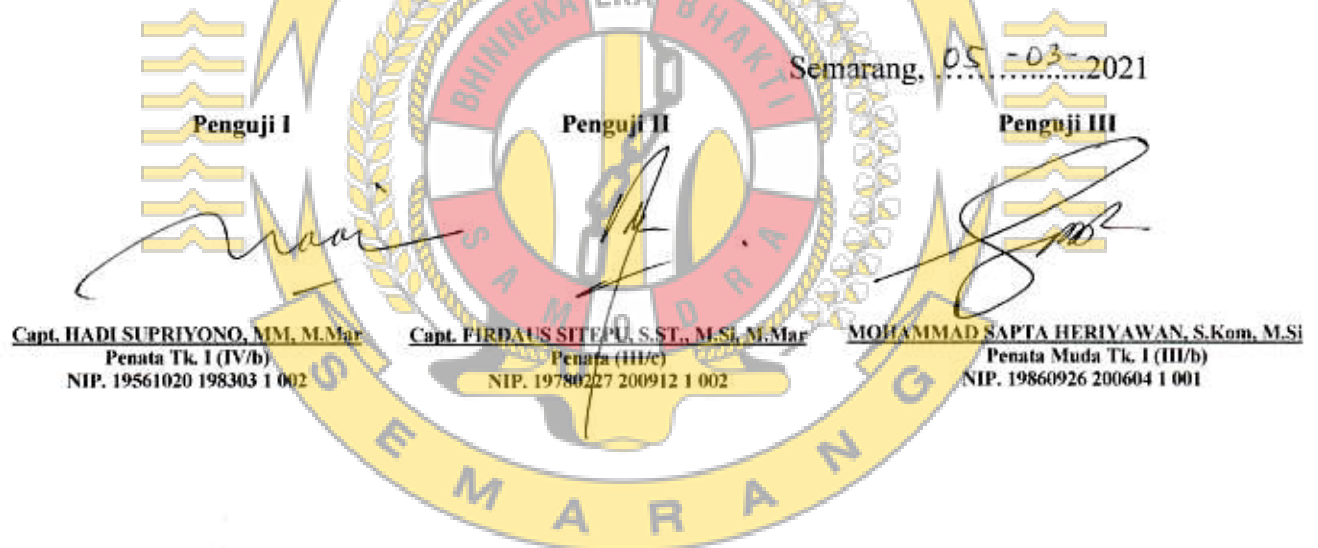 BHINNEKA EKA BHAKTI
Semarang, 05 - 03 - 2021
Penguji I
Penguji II
Penguji III
Capt. HADI SUPRIYONO, MM, M.Mar
Penata Tk. I (IV/b)
NIP. 19561020 198303 1 002
Capt. FIRDAUS SITEPU, S.ST., M.Si, M.Mar
Penata (III/c)
NIP. 19780227 200912 1 002
MOHAMMAD SAPTA HERIYAWAN, S.Kom, M.Si
Penata Muda Tk. I (III/b)
NIP. 19860926 200604 1 001
SAMUDRA
SEMARANG